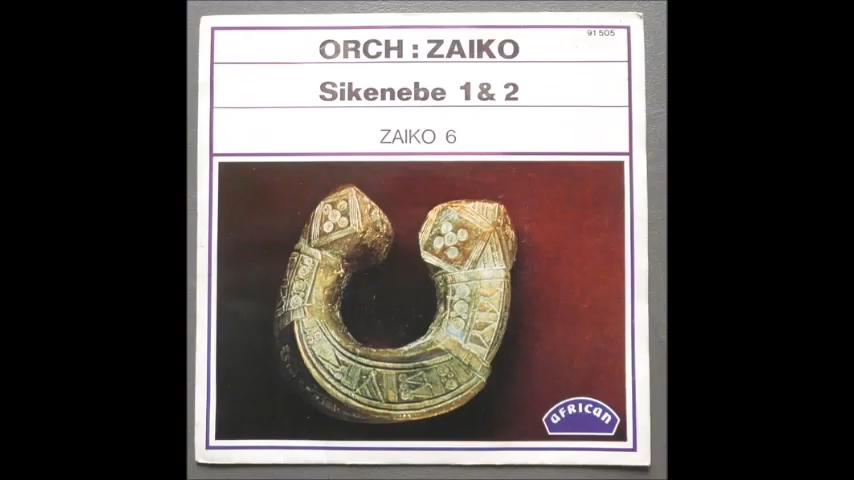 91 505
ORCH : ZAIKO
Sikenebe 1 & 2
ZAIKO 6
AFRICAN